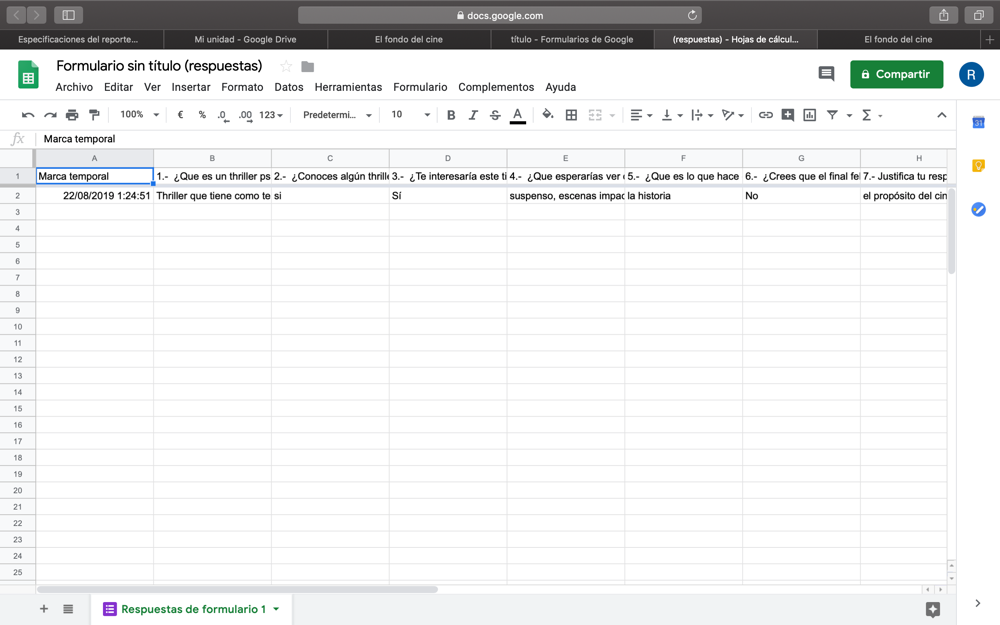 docs.google.com
Especificaciones del reporte...
Mi unidad - Google Drive
El fondo del cine
título - Formularios de Google
(respuestas) - Hojas de cálcul...
El fondo del cine
Formulario sin título (respuestas)
Archivo Editar Ver Insertar Formato Datos Herramientas Formulario Complementos Ayuda
Compartir
R
100% € % .0 .00 123 Predetermi... 10 B I S A
31
fx Marca temporal
A B C D E F G H
1 Marca temporal 1.- ¿Que es un thriller ps 2.- ¿Conoces algún thrille 3.- ¿Te interesaría este ti 4.- ¿Que esperarías ver 5.- ¿Que es lo que hace 6.- ¿Crees que el final fel 7.- Justifica tu resp
2 22/08/2019 1:24:51 Thriller que tiene como te si Sí suspenso, escenas impac la historia No el propósito del cin
3
4
5
6
7
8
9
10
11
12
13
14
15
16
17
18
19
20
21
22
23
24
25
Respuestas de formulario 1